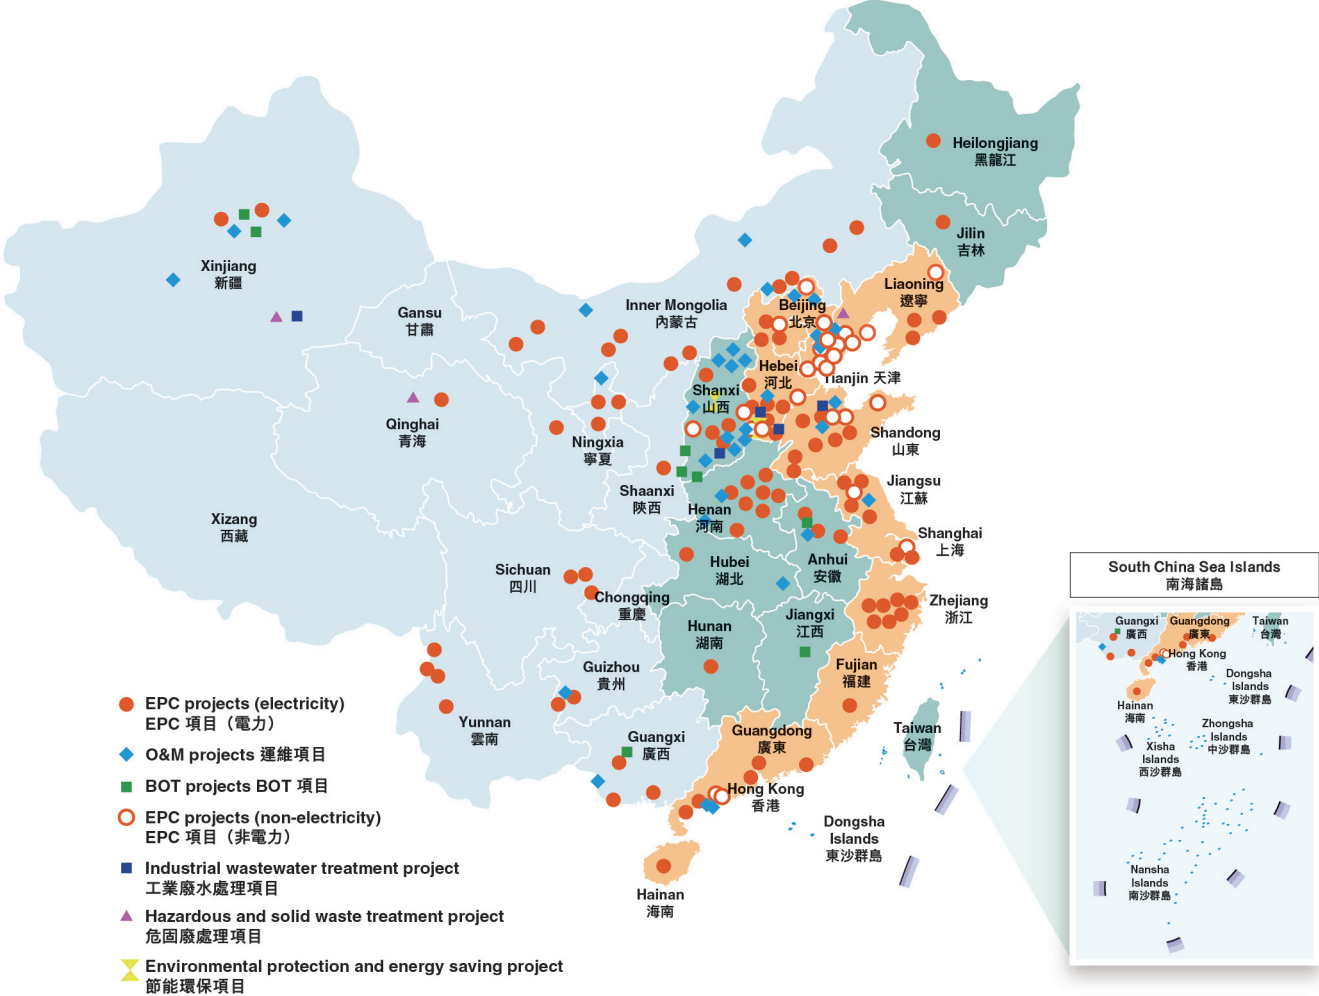 Heilongjiang
黑龍江
Jilin
吉林
Xinjiang
新疆
Liaoning
遼寧
Gansu
甘肅
Inner Mongolia
內蒙古
Beijing
北京
Hebei
河北
Tianjin 天津
Shanxi
山西
Qinghai
青海
Ningxia
寧夏
Shandong
山東
Shaanxi
陝西
Jiangsu
江蘇
Henan
河南
Xizang
西藏
Shanghai
上海
Sichuan
四川
Hubei
湖北
Anhui
安徽
Chongqing
重慶
Zhejiang
浙江
Hunan
湖南
Jiangxi
江西
Guizhou
貴州
Fujian
福建
Yunnan
雲南
Guangxi
廣西
Guangdong
廣東
Taiwan
台灣
Hong Kong
香港
Dongsha
Islands
東沙群島
Hainan
海南
EPC projects (electricity)
EPC 項目（電力）
O&M projects 運維項目
BOT projects BOT 項目
EPC projects (non-electricity)
EPC 項目（非電力）
Industrial wastewater treatment project
工業廢水處理項目
Hazardous and solid waste treatment project
危固廢處理項目
Environmental protection and energy saving project
節能環保項目
South China Sea Islands
南海諸島
Guangxi
廣西
Guangdong
廣東
Taiwan
台灣
Hong Kong
香港
Dongsha
Islands
東沙群島
Hainan
海南
Zhongsha
Islands
中沙群島
Xisha
Islands
西沙群島
Nansha
Islands
南沙群島